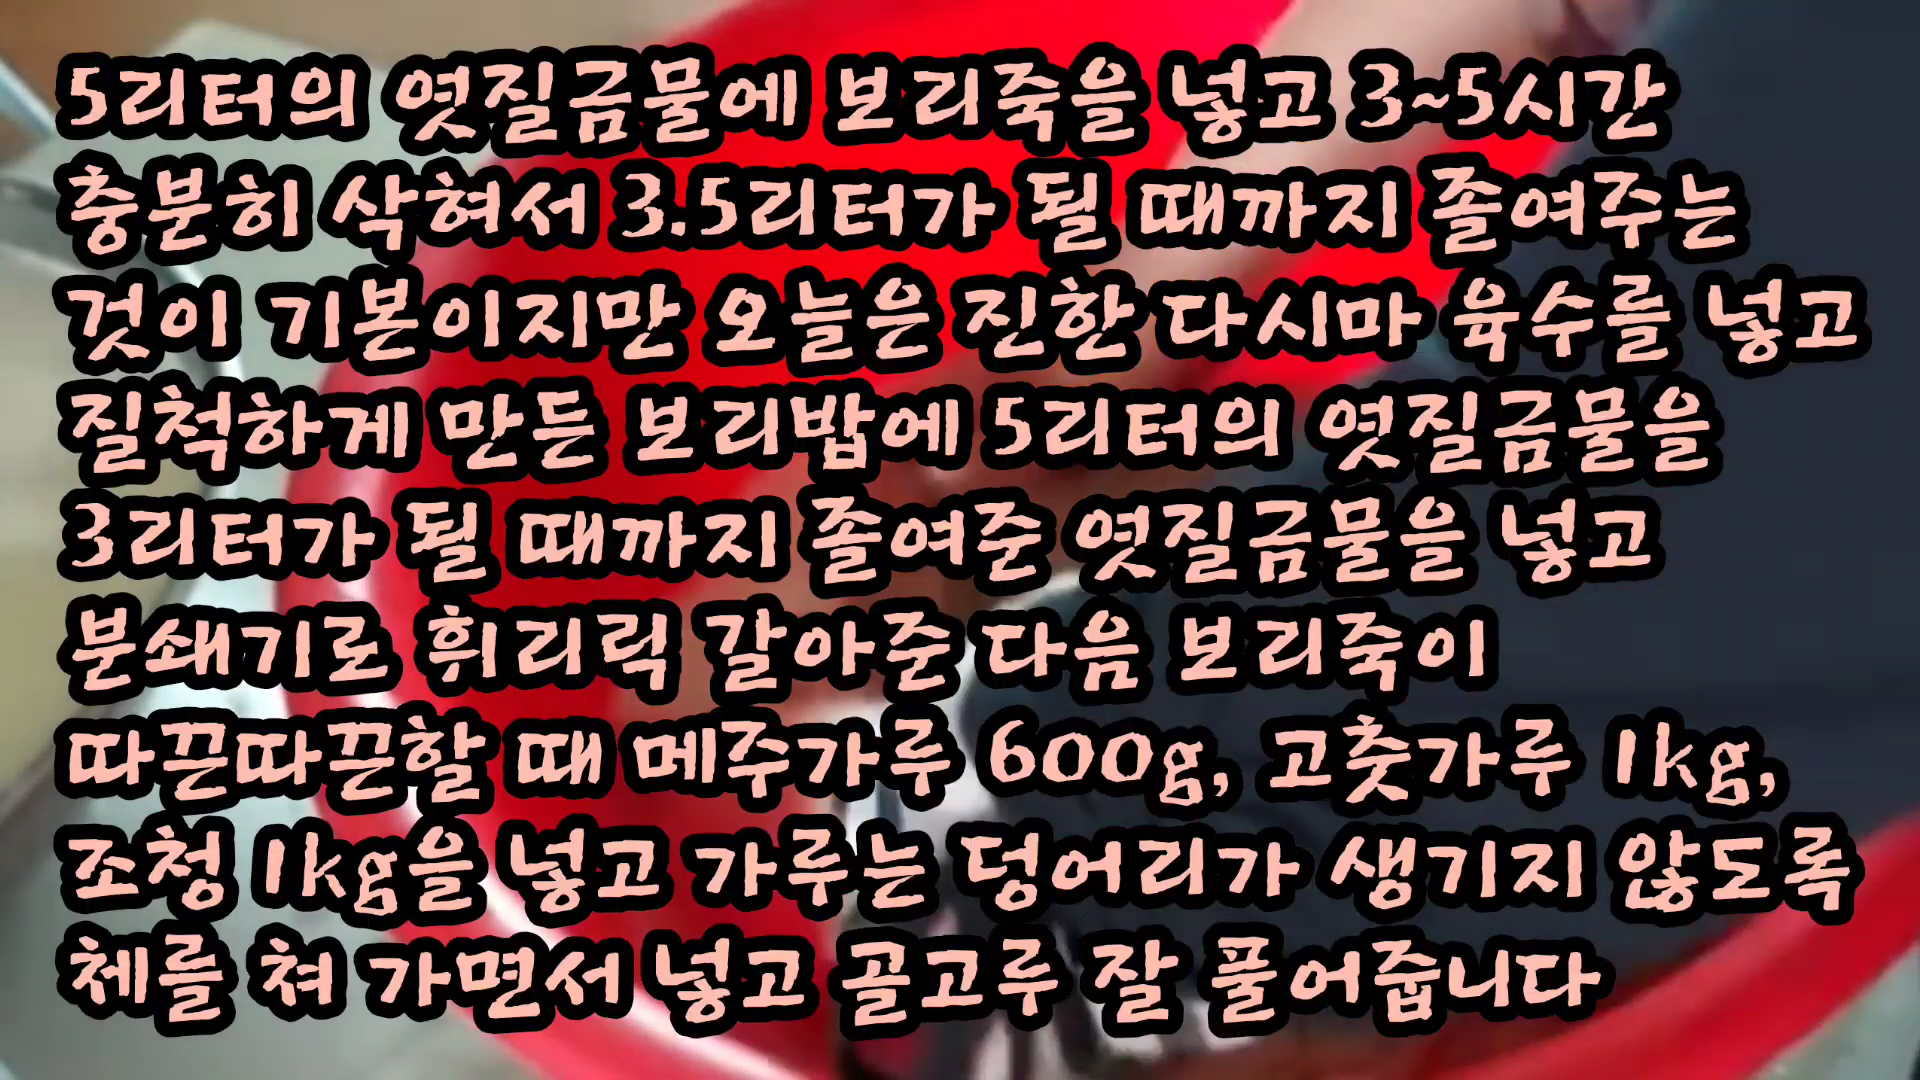 5리터의 엿질금물에 보리죽을 넣고 3~5시간
충분히 삭혀서 3.5리터가 될 때까지 졸여주는
것이 기본이지만 오늘은 진한 다시마 육수를 넣고
질척하게 만든 보리밥에 5리터의 엿질금물을
3리터가 될 때까지 졸여준 엿질금물을 넣고
분쇄기로 휘리릭 갈아준 다음 보리죽이
따끈따끈할 때 메주가루 600g, 고춧가루 1kg,
조청 1kg을 넣고 가루는 덩어리가 생기지 않도록
체를 쳐 가면서 넣고 골고루 잘 풀어줍니다